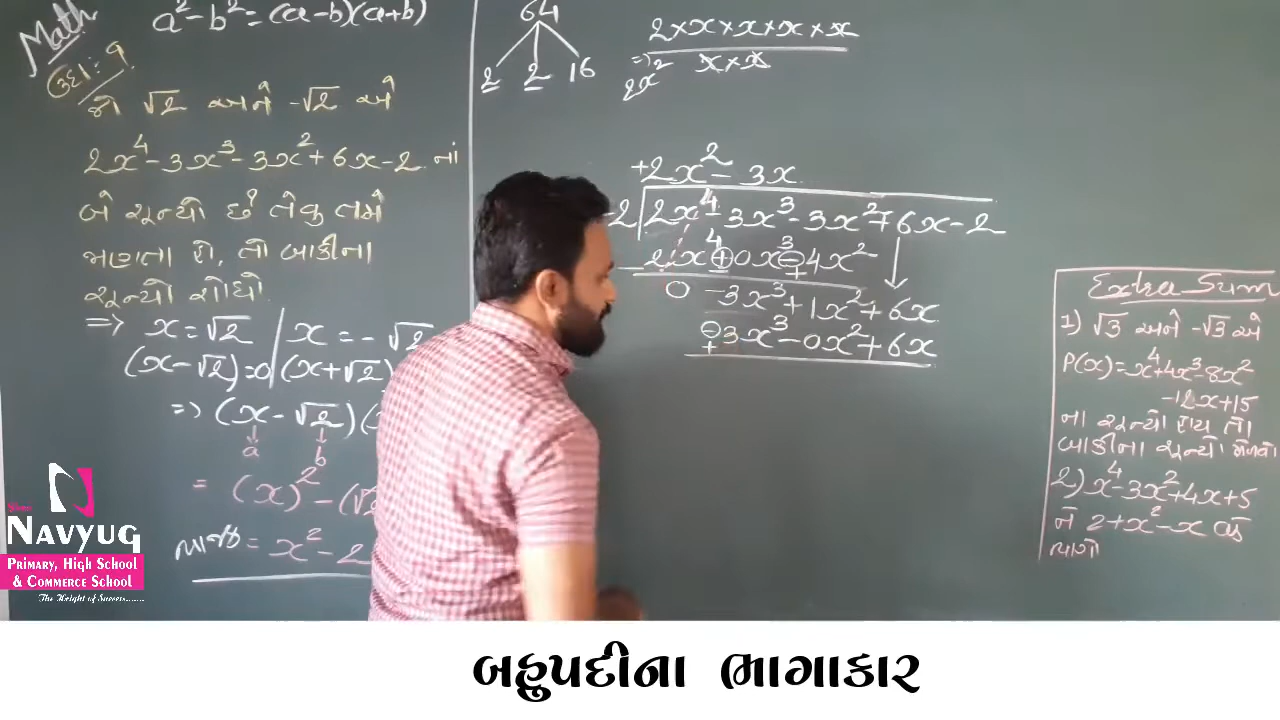 Math
a² - b² = (a-b)(a+b)
ઉદા : 9
જો √2 અને -√2 એ
2x⁴ - 3x³ - 3x² + 6x - 2 નાં
બે શૂન્યો છે તેવુ તમે
જાણતા હો, તો બાકીના
શૂન્યો શોધો
=> x = √2 / x = - √2
(x - √2) = 0 (x + √2)
=> (x - √2)(
a b
= (x)² - (√2
ભાજક = x² - 2
64
2 2 16
2 × x × x × x × x
x × x
=> 2x²
+2x² - 3x
-2 2x⁴ - 3x³ - 3x² + 6x - 2
2x⁴ + 0x³ - 4x²
+
0 - 3x³ + 1x² + 6x
- 3x³ - 0x² + 6x
+
Extra Sum
1) √3 અને -√3 એ
P(x) = x⁴ + 4x³ - 8x²
- 12x + 15
ના શૂન્યો હોય તો
બાકીના શૂન્યો મેળવો
2) x⁴ - 3x² + 4x + 5
ને 2 + x² - x વડે
ભાગો
NAVYUG
PRIMARY, HIGH SCHOOL
& COMMERCE SCHOOL
The Height of Success.......
બહુપદીના ભાગાકાર